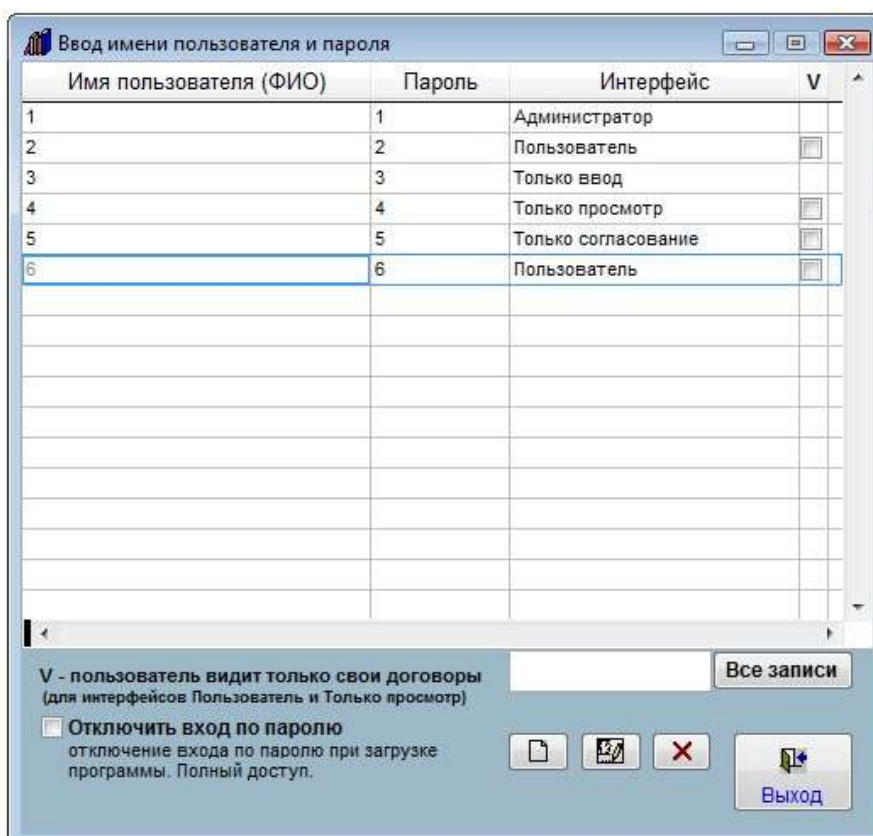 Ввод имени пользователя и пароля
Имя пользователя (ФИО) Пароль Интерфейс V
1 1 Администратор
2 2 Пользователь
3 3 Только ввод
4 4 Только просмотр
5 5 Только согласование
6 6 Пользователь
V - пользователь видит только свои договоры
(для интерфейсов Пользователь и Только просмотр)
Все записи
Отключить вход по паролю
отключение входа по паролю при загрузке
программы. Полный доступ.
Выход